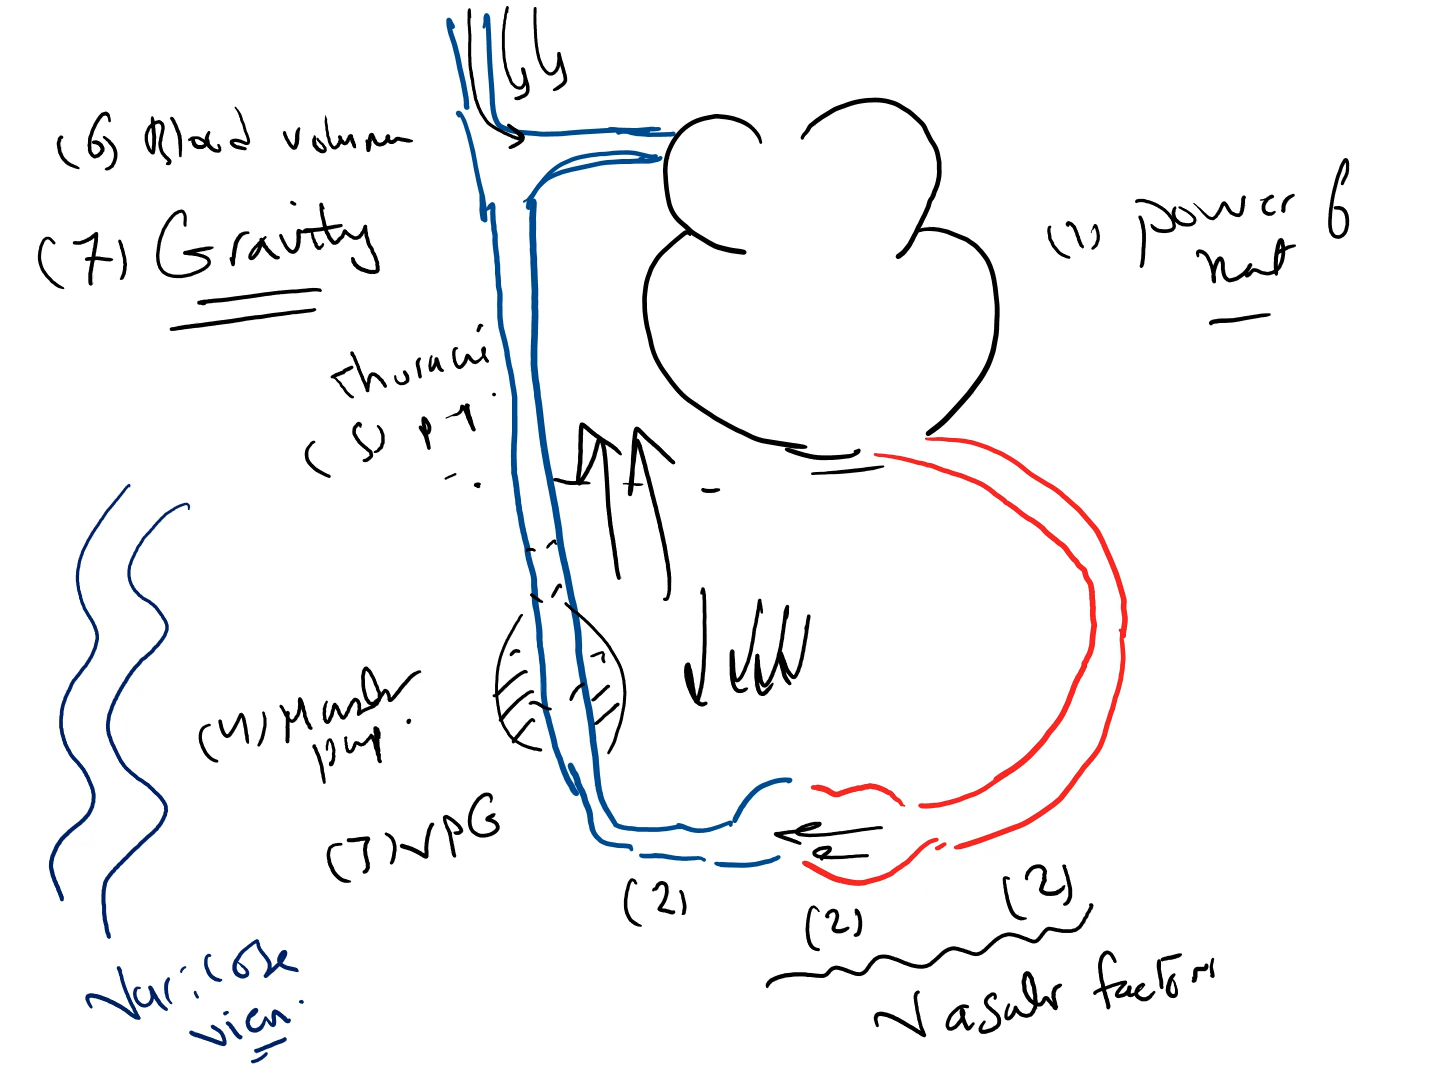 (6) Blood volume
(7) Gravity
(1) power of
heart
thoracic
(5) p.
(4) Muscular
pump.
(3) VPG
(2)
(2)
(2)
Vascular factors
Varicose
vien.